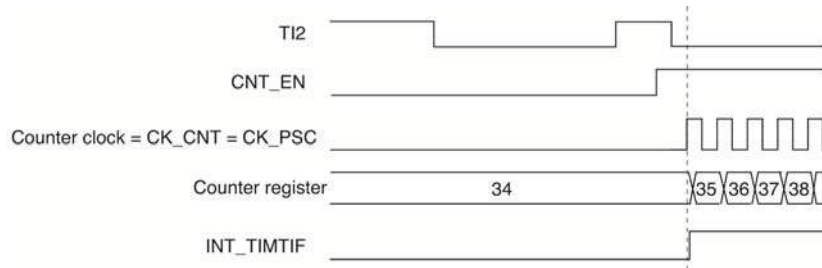 TI2
CNT_EN
Counter clock = CK_CNT = CK_PSC
Counter register 34 35 36 37 38
INT_TIMTIF